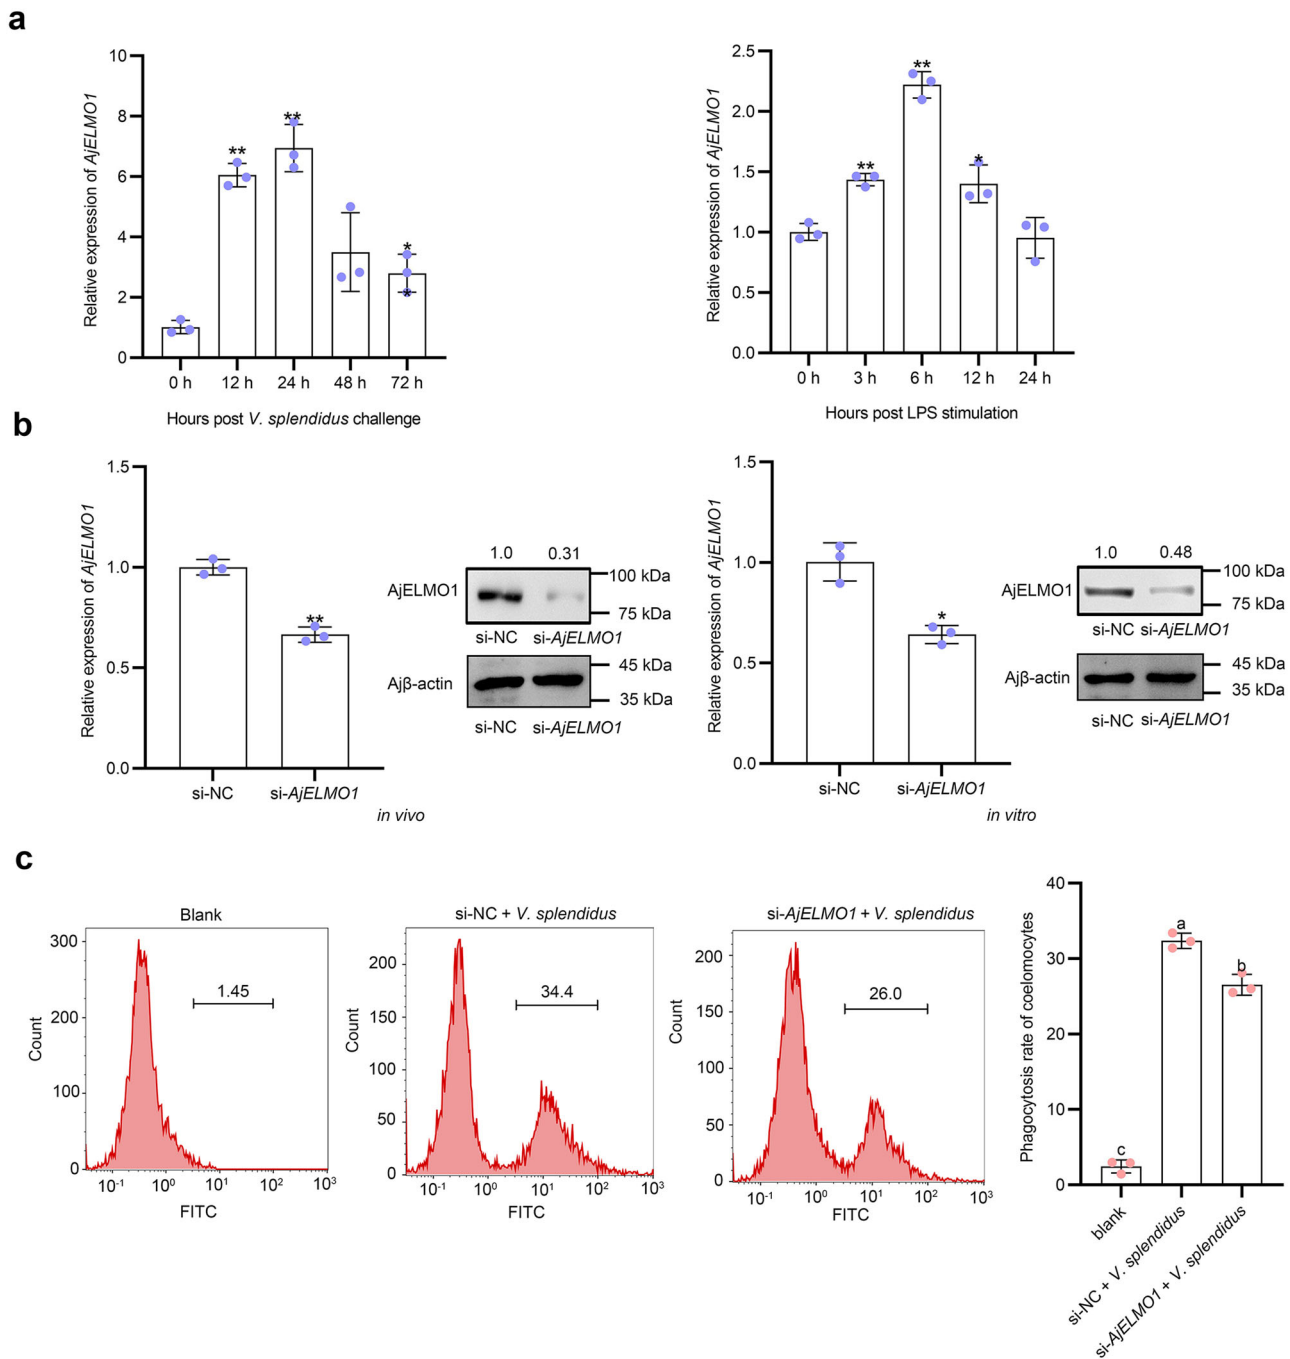 a
Relative expression of AjELMO1
10
8
6
4
2
0
**
**
*
*
0 h 12 h 24 h 48 h 72 h
Hours post V. splendidus challenge
Relative expression of AjELMO1
2.5
2.0
1.5
1.0
0.5
0.0
**
**
*
0 h 3 h 6 h 12 h 24 h
Hours post LPS stimulation
b
Relative expression of AjELMO1
1.5
1.0
0.5
0.0
**
si-NC si-AjELMO1
in vivo
1.0 0.31
AjELMO1
100 kDa
75 kDa
si-NC si-AjELMO1
Ajβ-actin
45 kDa
35 kDa
si-NC si-AjELMO1
Relative expression of AjELMO1
1.5
1.0
0.5
0.0
*
si-NC si-AjELMO1
in vitro
1.0 0.48
AjELMO1
100 kDa
75 kDa
si-NC si-AjELMO1
Ajβ-actin
45 kDa
35 kDa
si-NC si-AjELMO1
c
Blank
Count
300
200
100
0
1.45
10-1 100 101 102 103
FITC
si-NC + V. splendidus
Count
200
150
100
50
0
34.4
10-1 100 101 102 103
FITC
si-AjELMO1 + V. splendidus
Count
200
150
100
50
0
26.0
10-1 100 101 102 103
FITC
Phagocytosis rate of coelomocytes
40
30
20
10
0
c
a
b
blank
si-NC + V. splendidus
si-AjELMO1 + V. splendidus